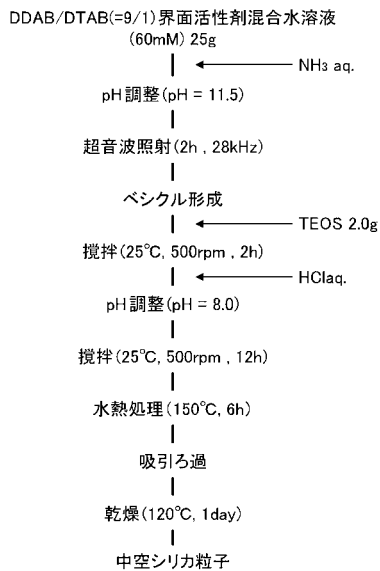 DDAB/DTAB(=9/1)界面活性剤混合水溶液
(60mM) 25g
NH3 aq.
pH調整(pH = 11.5)
超音波照射(2h , 28kHz)
ベシクル形成
TEOS 2.0g
撹拌(25℃, 500rpm , 2h)
HClaq.
pH調整(pH = 8.0)
撹拌(25℃, 500rpm , 12h)
水熱処理(150℃, 6h)
吸引ろ過
乾燥(120℃, 1day)
中空シリカ粒子